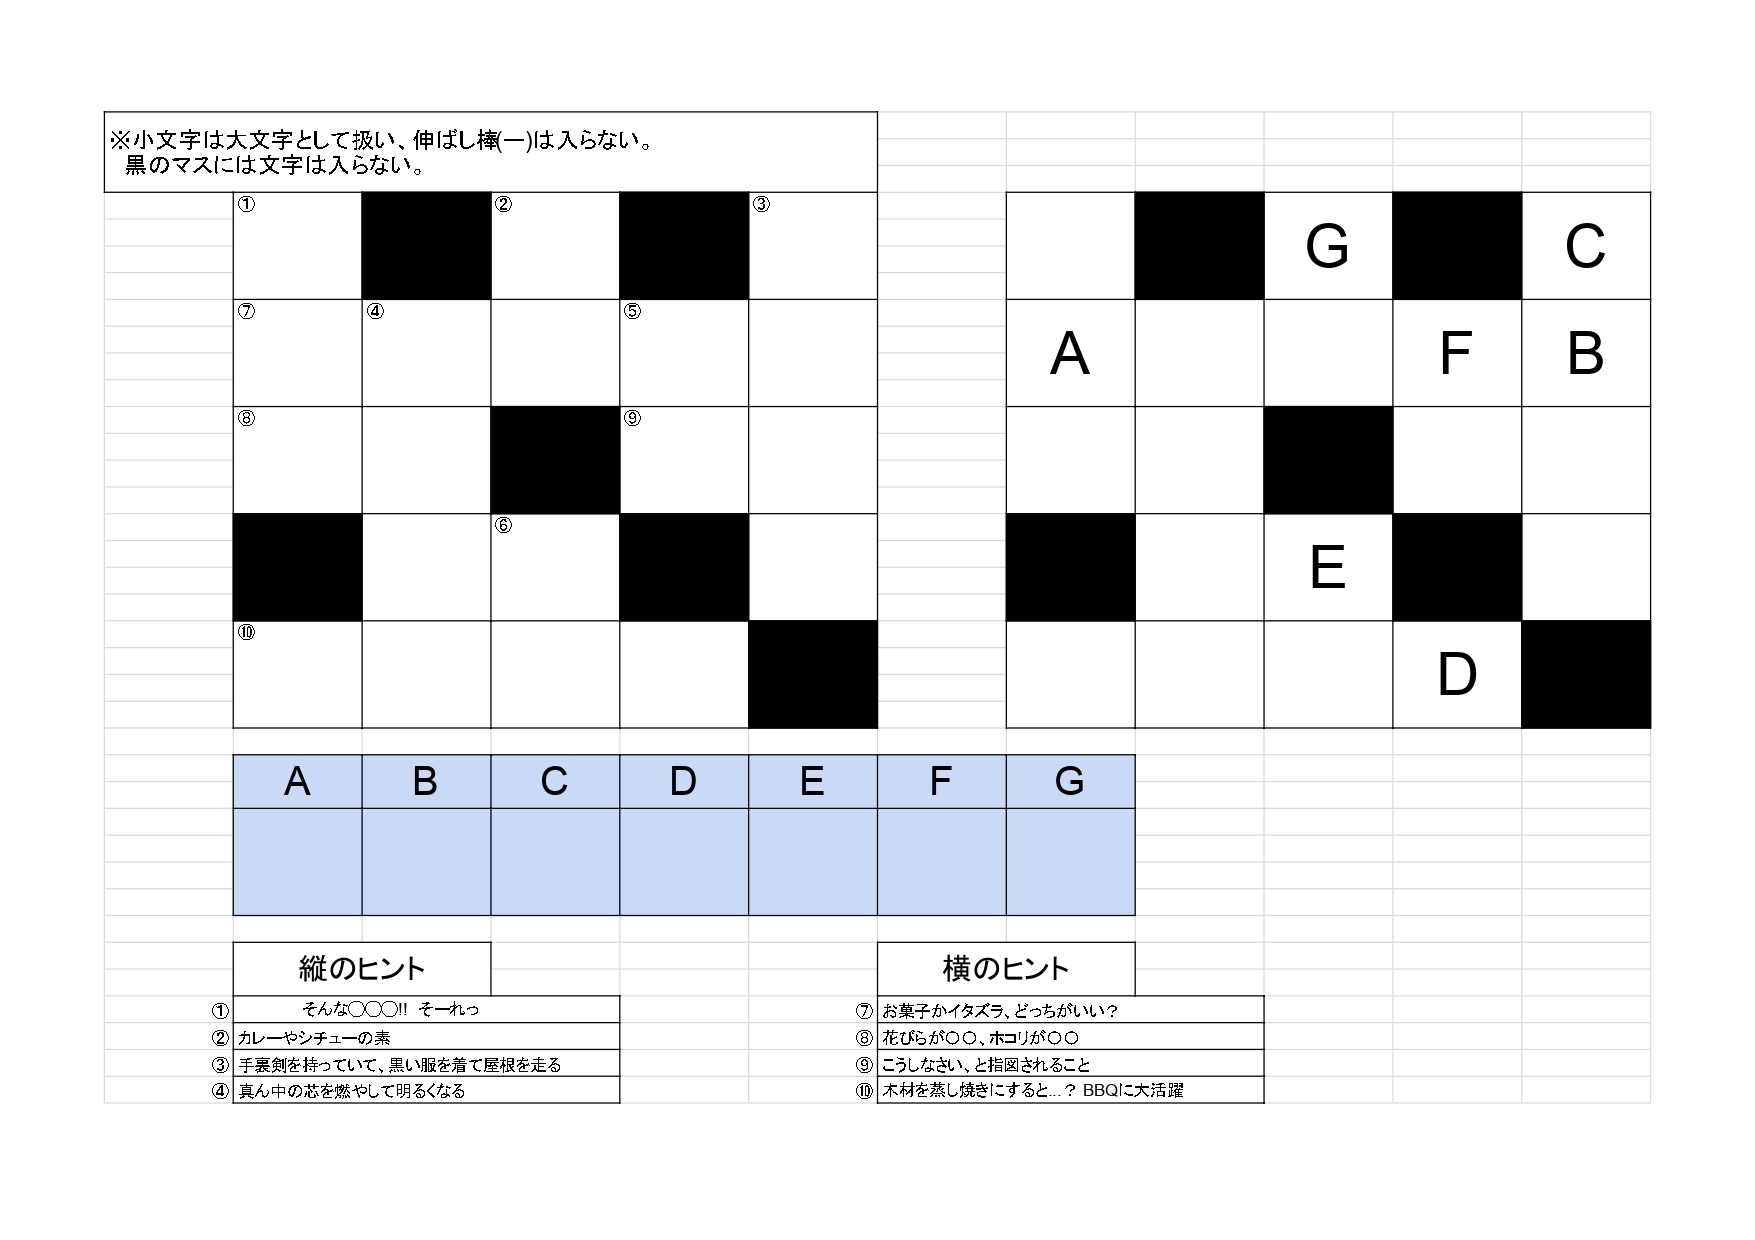 ※小文字は大文字として扱い、伸ばし棒(ー)は入らない。
黒のマスには文字は入らない。
① ② ③
G C
⑦ ④ ⑤
A F B
⑧ ⑨
⑥
E
⑩
D
A B C D E F G
縦のヒント
横のヒント
① そんな◯◯◯!! そーれっ
② カレーやシチューの素
③ 手裏剣を持っていて、黒い服を着て屋根を走る
④ 真ん中の芯を燃やして明るくなる
⑦ お菓子かイタズラ、どっちがいい？
⑧ 花びらが○○、ホコリが○○
⑨ こうしなさい、と指図されること
⑩ 木材を蒸し焼きにすると...？ BBQに大活躍